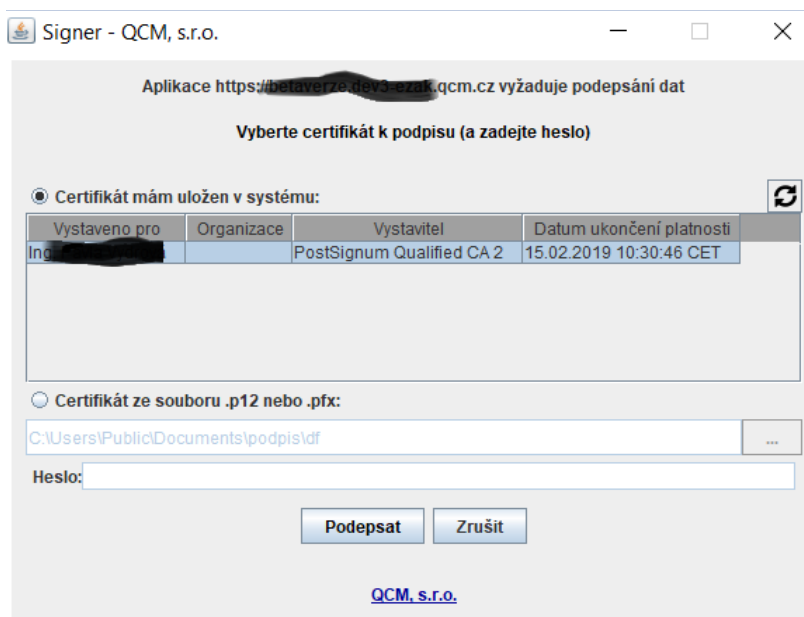 Signer - QCM, s.r.o.
Aplikace https:// .qcm.cz vyžaduje podepsání dat
Vyberte certifikát k podpisu (a zadejte heslo)
Certifikát mám uložen v systému:
Vystaveno pro Organizace Vystavitel Datum ukončení platnosti
Ing. PostSignum Qualified CA 2 15.02.2019 10:30:46 CET
Certifikát ze souboru .p12 nebo .pfx:
C:\Users\Public\Documents\podpis\df ...
Heslo:
Podepsat Zrušit
QCM, s.r.o.